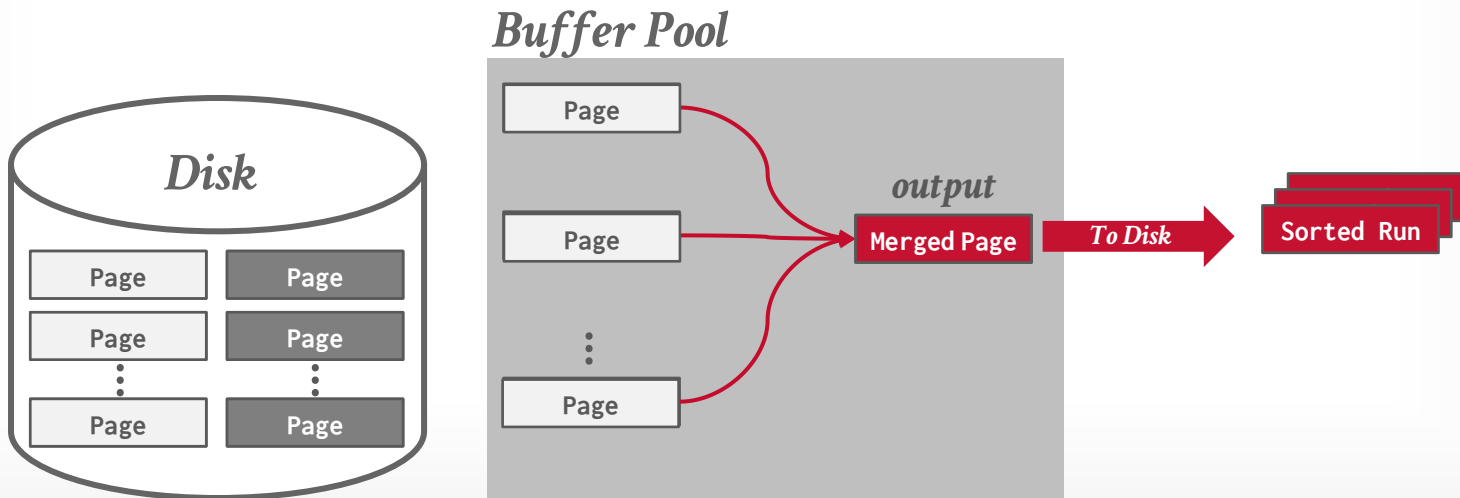 Buffer Pool
Disk
Page Page
Page Page
Page Page
Page
Page
Page
output
Merged Page
To Disk
Sorted Run